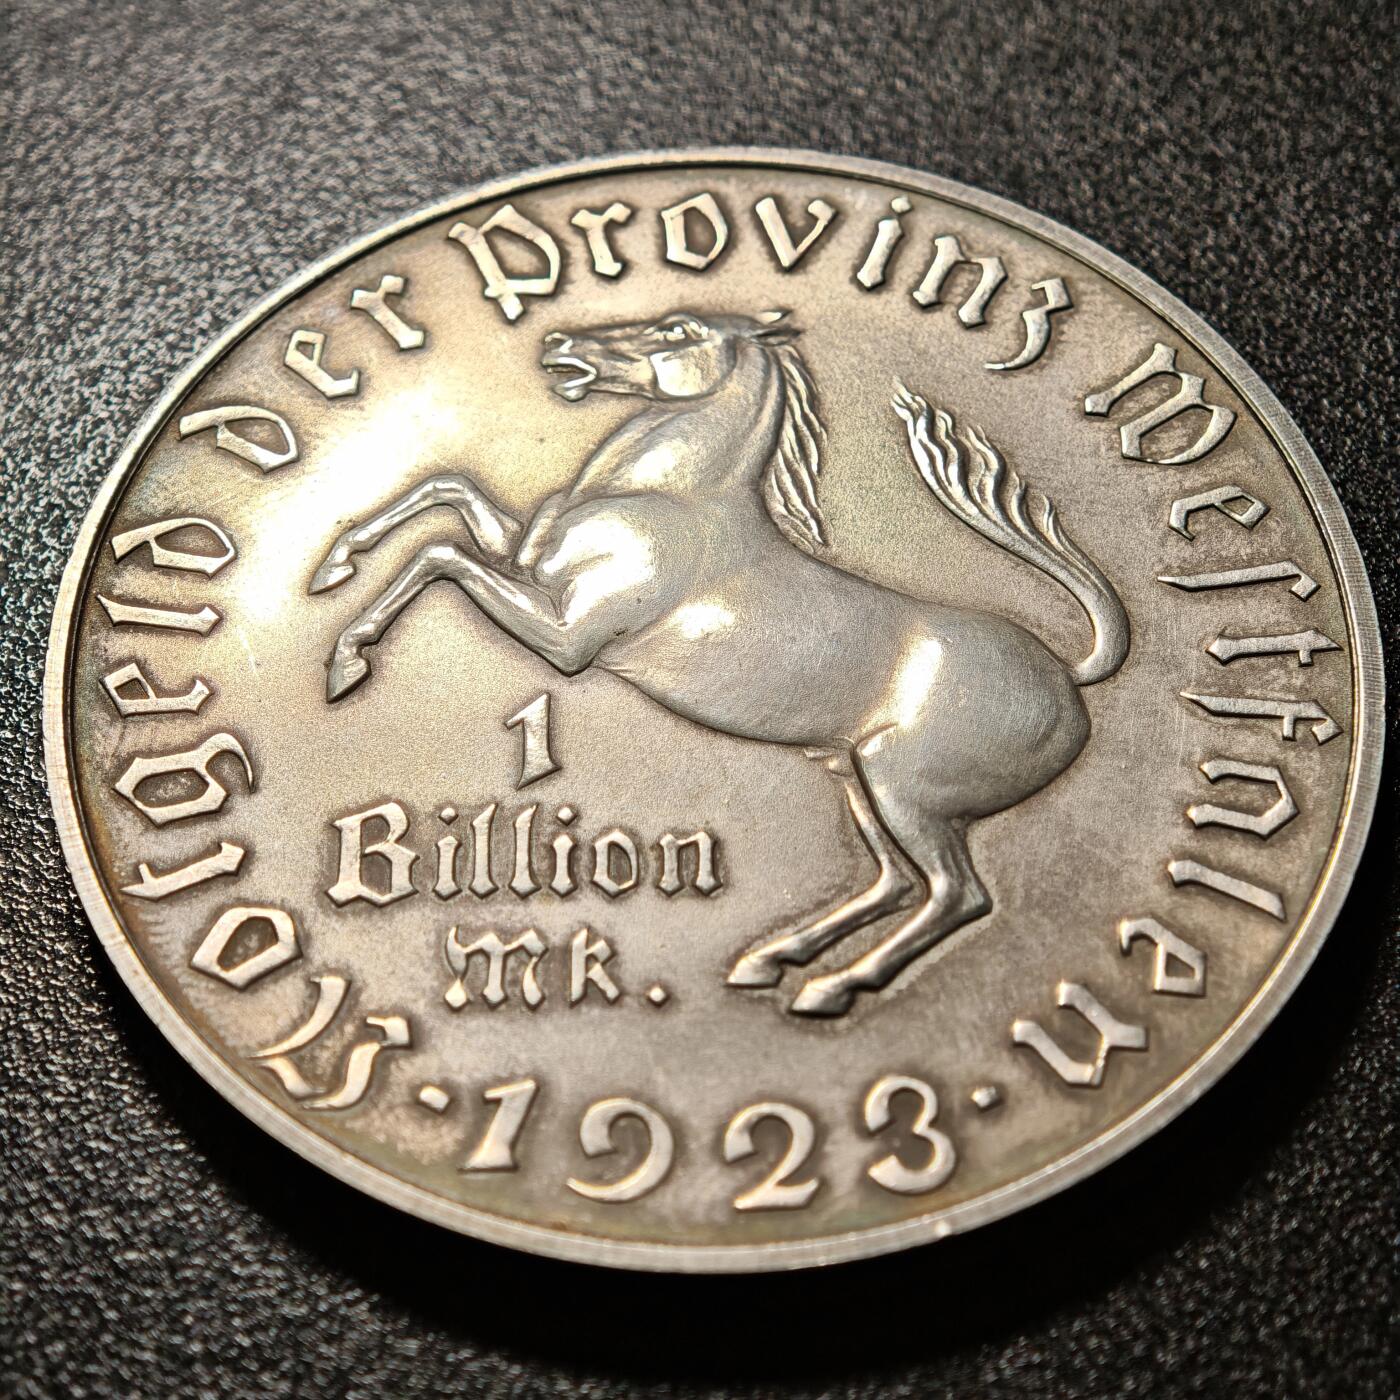 Notgeld der Provinz Westfalen
1
Billion
Mk.
· 1923 ·